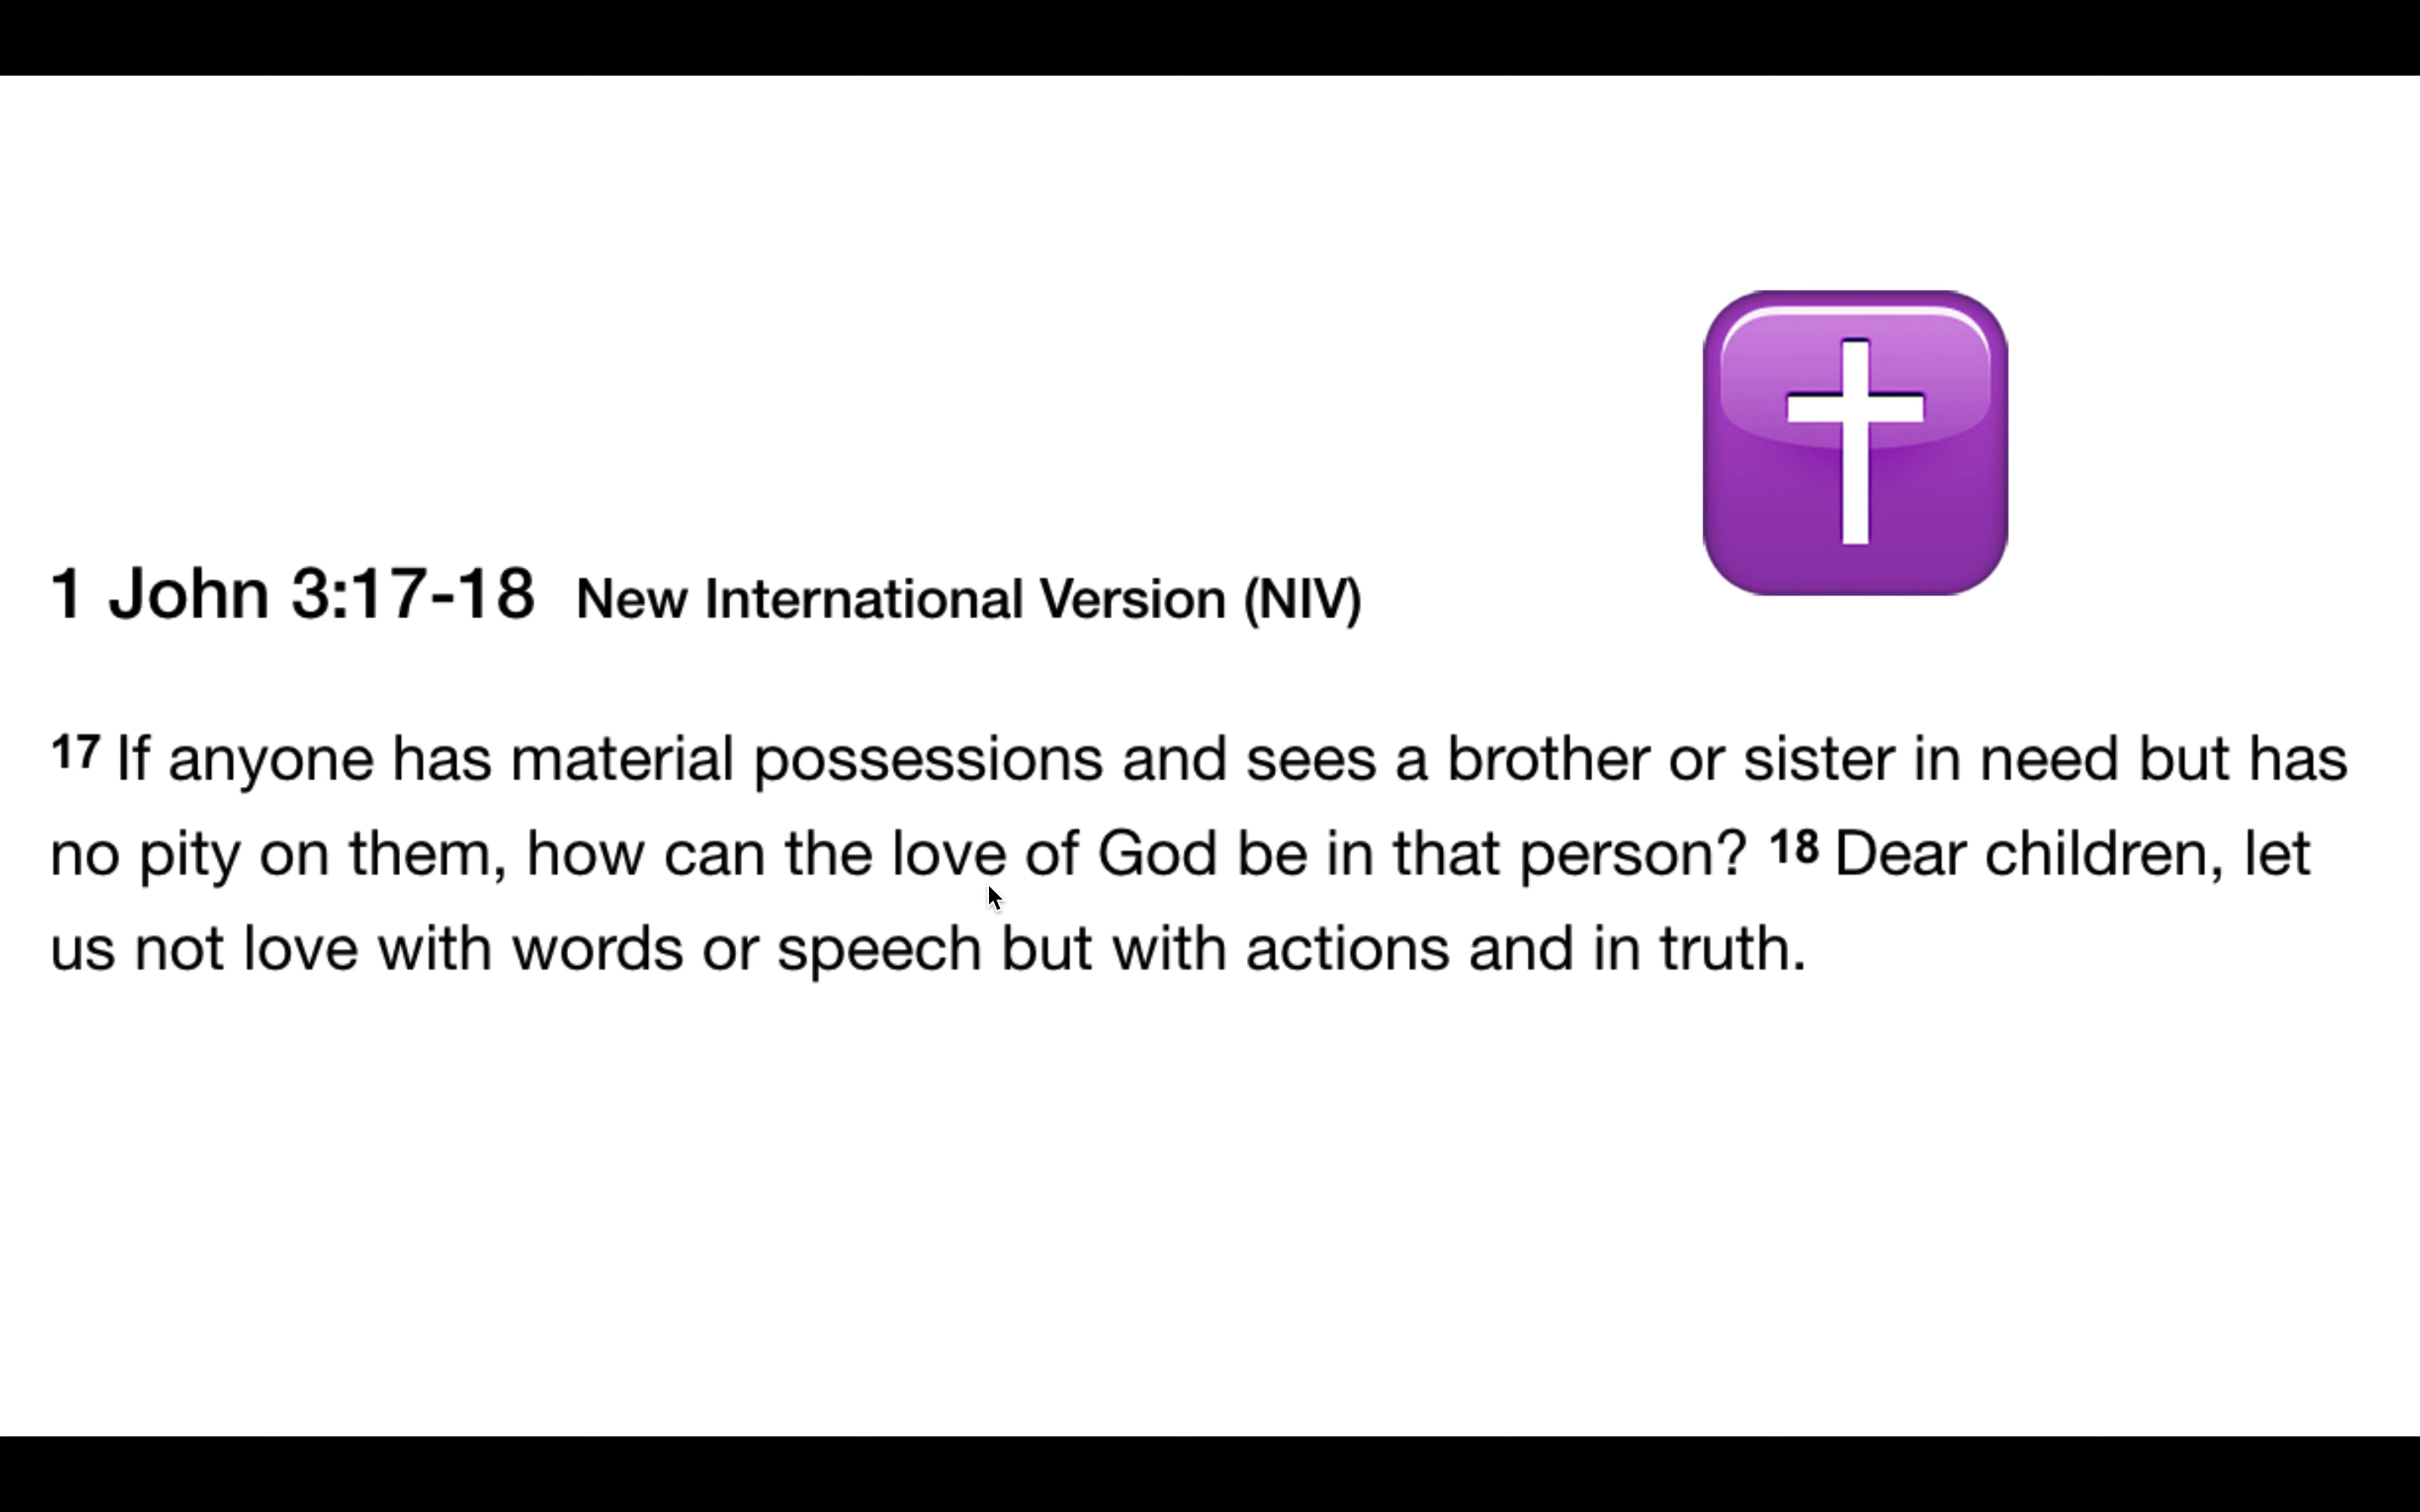 1 John 3:17-18 New International Version (NIV)
17 If anyone has material possessions and sees a brother or sister in need but has
no pity on them, how can the love of God be in that person? 18 Dear children, let
us not love with words or speech but with actions and in truth.